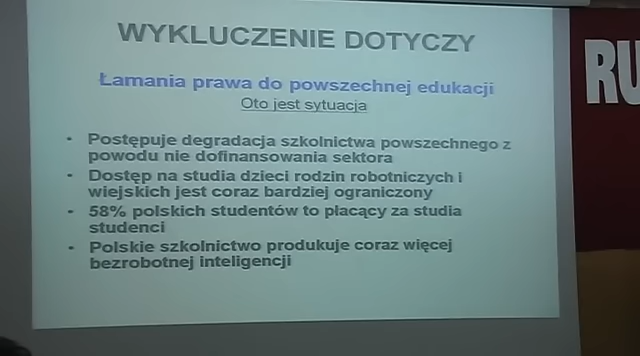 WYKLUCZENIE DOTYCZY
Łamania prawa do powszechnej edukacji
Oto jest sytuacja
• Postępuje degradacja szkolnictwa powszechnego z
powodu nie dofinansowania sektora
• Dostęp na studia dzieci rodzin robotniczych i
wiejskich jest coraz bardziej ograniczony
• 58% polskich studentów to płacący za studia
studenci
• Polskie szkolnictwo produkuje coraz więcej
bezrobotnej inteligencji
RU